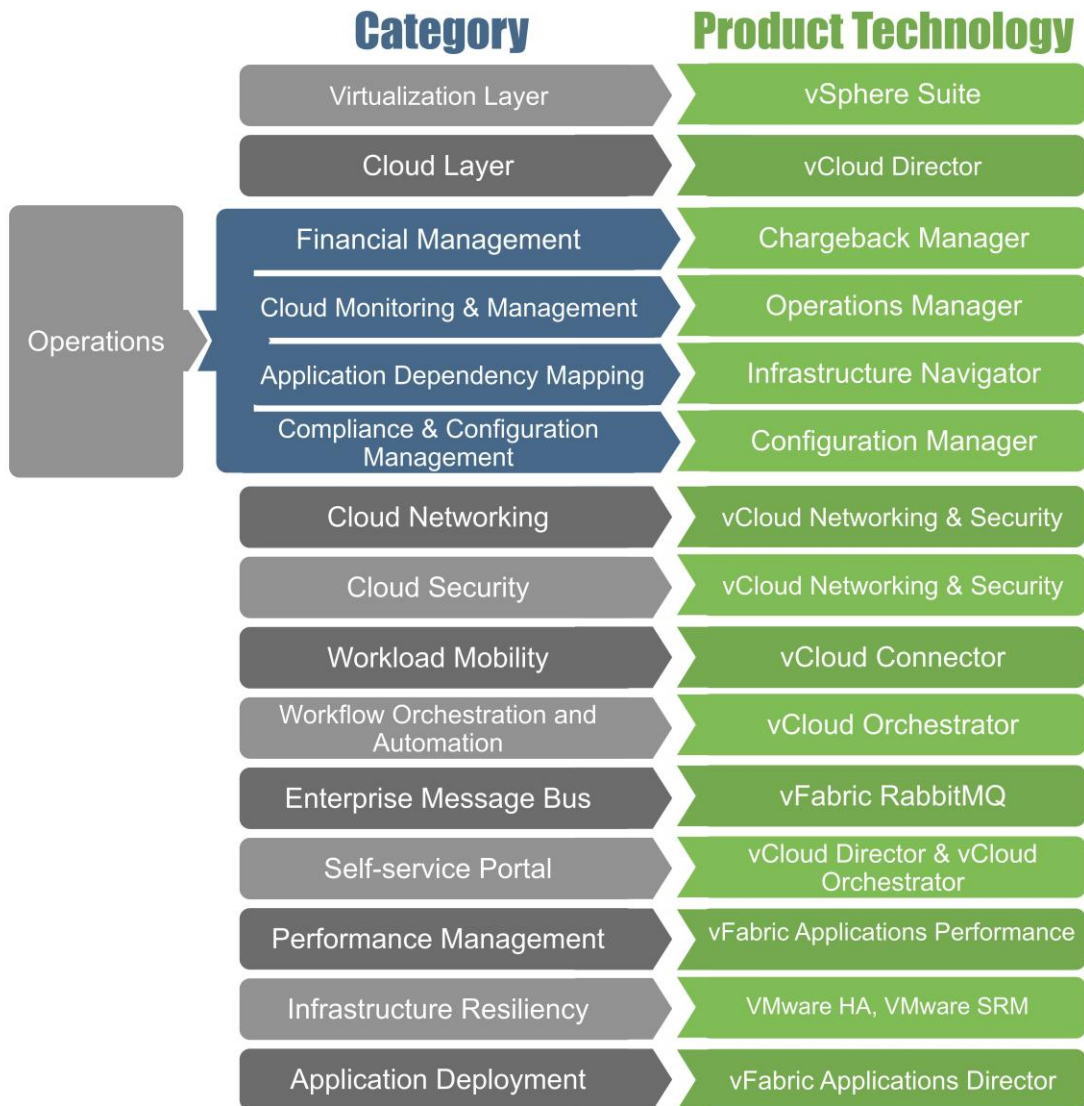 Category
Product Technology
Virtualization Layer
vSphere Suite
Cloud Layer
vCloud Director
Operations
Financial Management
Chargeback Manager
Cloud Monitoring & Management
Operations Manager
Application Dependency Mapping
Infrastructure Navigator
Compliance & Configuration
Management
Configuration Manager
Cloud Networking
vCloud Networking & Security
Cloud Security
vCloud Networking & Security
Workload Mobility
vCloud Connector
Workflow Orchestration and
Automation
vCloud Orchestrator
Enterprise Message Bus
vFabric RabbitMQ
Self-service Portal
vCloud Director & vCloud
Orchestrator
Performance Management
vFabric Applications Performance
Infrastructure Resiliency
VMware HA, VMware SRM
Application Deployment
vFabric Applications Director